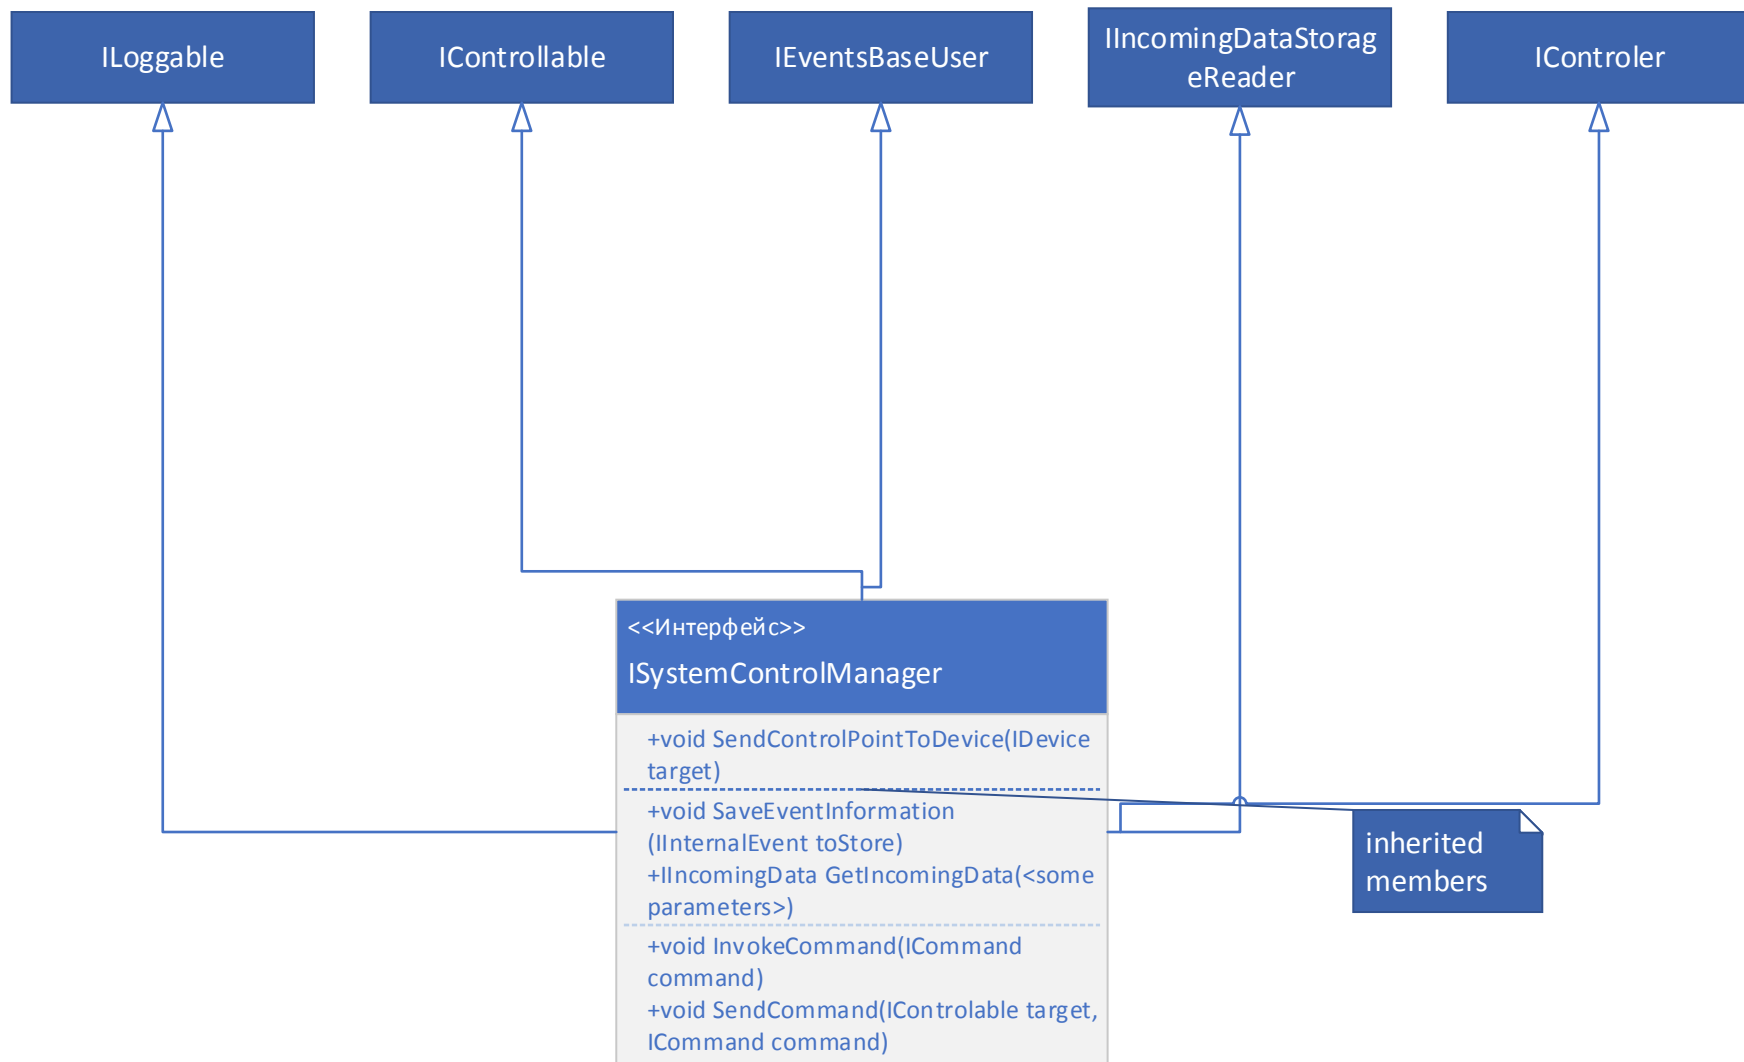 ILoggable
IControllable
IEventsBaseUser
IIncomingDataStorag
eReader
IControler
<<Интерфейс>>
ISystemControlManager
+void SendControlPointToDevice(IDevice
target)
+void SaveEventInformation
(IInternalEvent toStore)
+IIncomingData GetIncomingData(<some
parameters>)
+void InvokeCommand(ICommand
command)
+void SendCommand(IControlable target,
ICommand command)
inherited
members